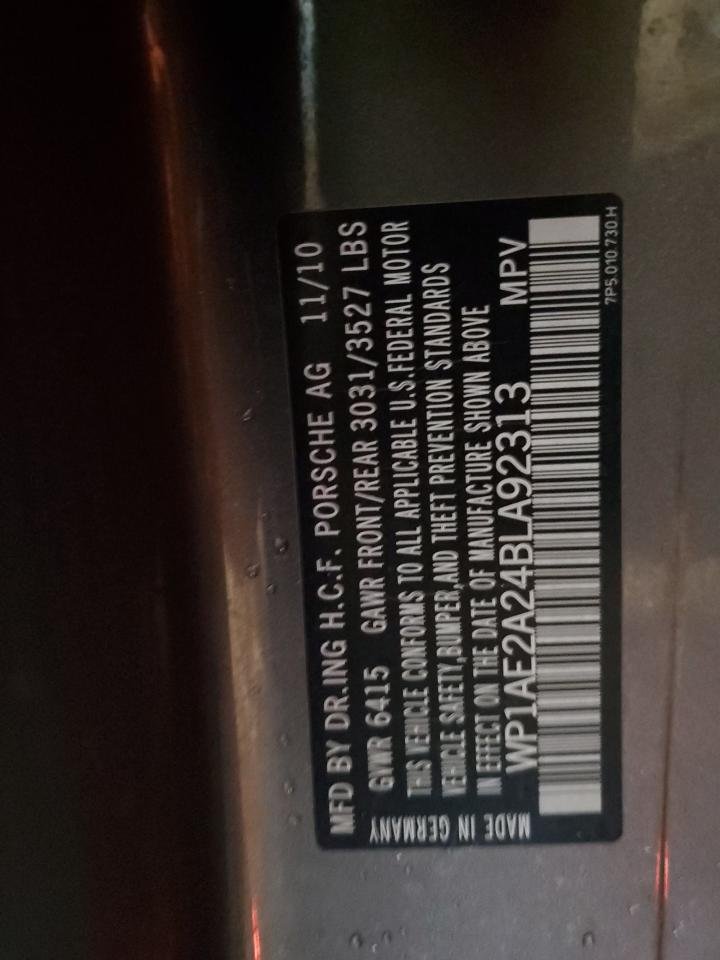 MFD BY DR.ING H.C.F. PORSCHE AG 11/10
GVWR 6415 GAWR FRONT/REAR 3031/3527 LBS
THIS VEHICLE CONFORMS TO ALL APPLICABLE U.S.FEDERAL MOTOR
VEHICLE SAFETY,BUMPER,AND THEFT PREVENTION STANDARDS
IN EFFECT ON THE DATE OF MANUFACTURE SHOWN ABOVE
WP1AE2A24BLA92313 MPV
MADE IN GERMANY
7P5.010.730.H